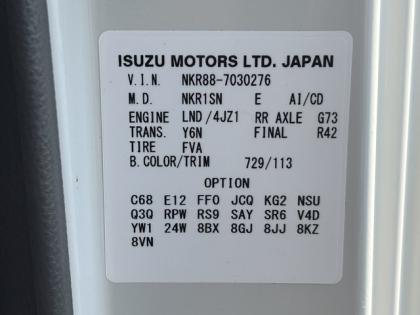 ISUZU MOTORS LTD. JAPAN
V.I.N. NKR88-7030276
M.D. NKR1SN E AI/CD
ENGINE LND/4JZ1 RR AXLE G73
TRANS. Y6N FINAL R42
TIRE FVA
B.COLOR/TRIM 729/113
OPTION
C68 E12 FF0 JCQ KG2 NSU
Q3Q RPW RS9 SAY SR6 V4D
YW1 24W 8BX 8GJ 8JJ 8KZ
8VN